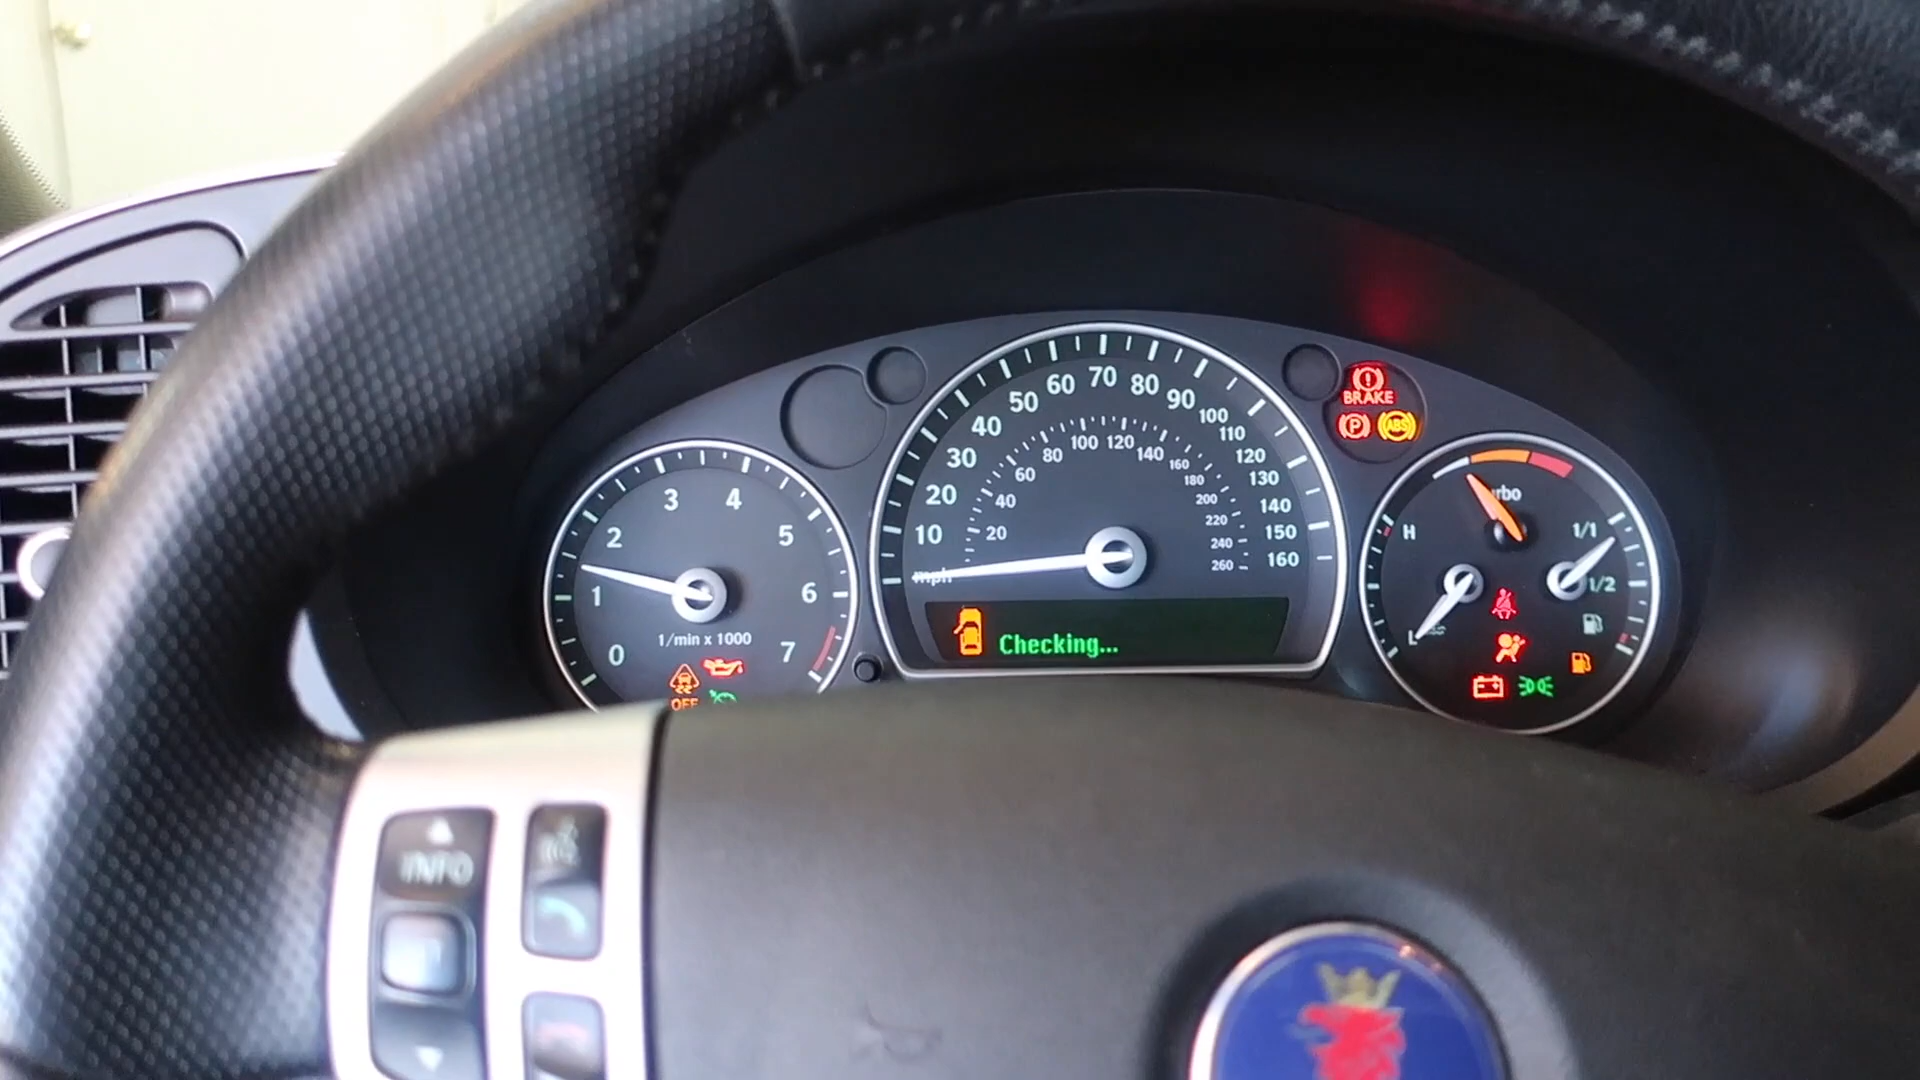 70
60 80
50 90
40 100
110
30 120
20 130
140
10 150
160
mph
100 120
80 140
60 160
180
40 200
220
20 240
260
BRAKE
P ABS
3 4
2 5
1 6
0 7
1/min x 1000
OFF
Checking...
H
L
1/1
1/2
INFO